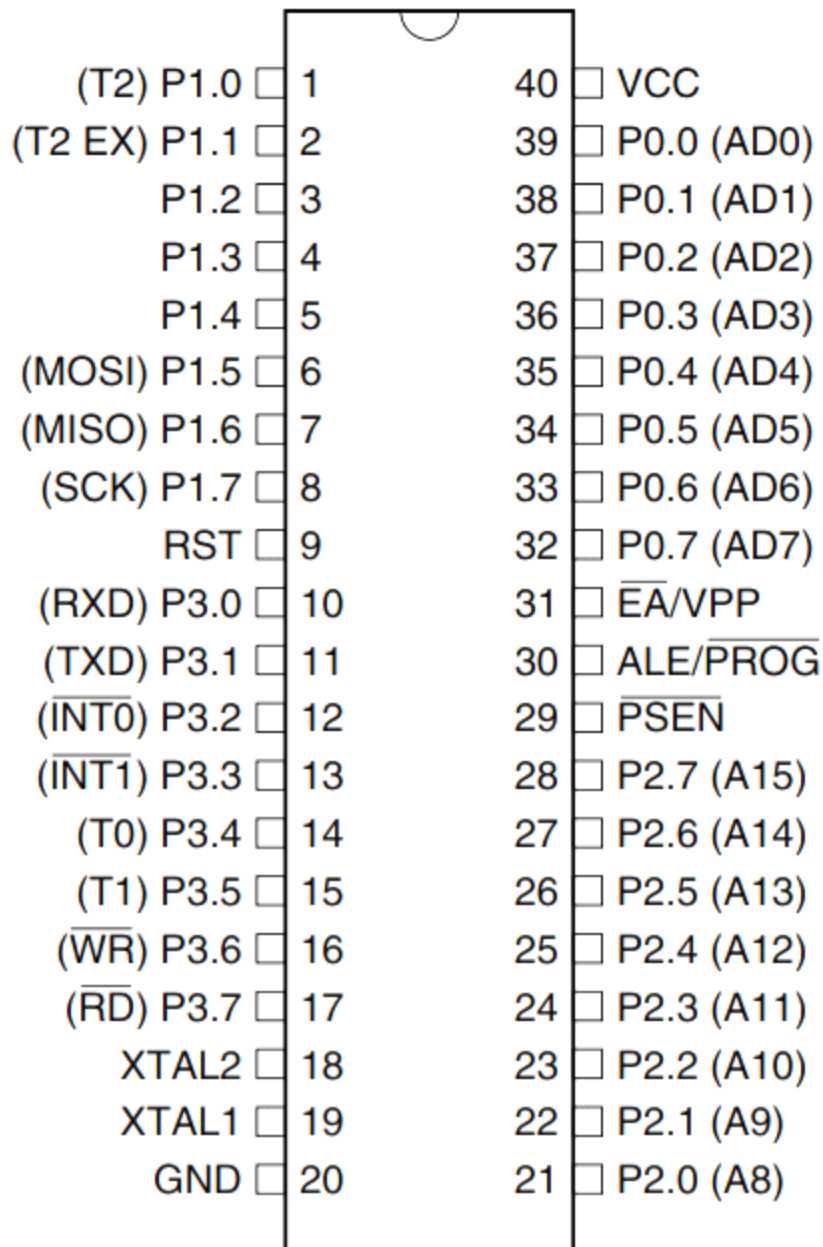 (T2) P1.0 1 40 VCC
(T2 EX) P1.1 2 39 P0.0 (AD0)
P1.2 3 38 P0.1 (AD1)
P1.3 4 37 P0.2 (AD2)
P1.4 5 36 P0.3 (AD3)
(MOSI) P1.5 6 35 P0.4 (AD4)
(MISO) P1.6 7 34 P0.5 (AD5)
(SCK) P1.7 8 33 P0.6 (AD6)
RST 9 32 P0.7 (AD7)
(RXD) P3.0 10 31 E̅A̅/VPP
(TXD) P3.1 11 30 ALE/P̅R̅O̅G̅
(I̅N̅T̅0̅) P3.2 12 29 P̅S̅E̅N̅
(I̅N̅T̅1̅) P3.3 13 28 P2.7 (A15)
(T0) P3.4 14 27 P2.6 (A14)
(T1) P3.5 15 26 P2.5 (A13)
(W̅R̅) P3.6 16 25 P2.4 (A12)
(R̅D̅) P3.7 17 24 P2.3 (A11)
XTAL2 18 23 P2.2 (A10)
XTAL1 19 22 P2.1 (A9)
GND 20 21 P2.0 (A8)